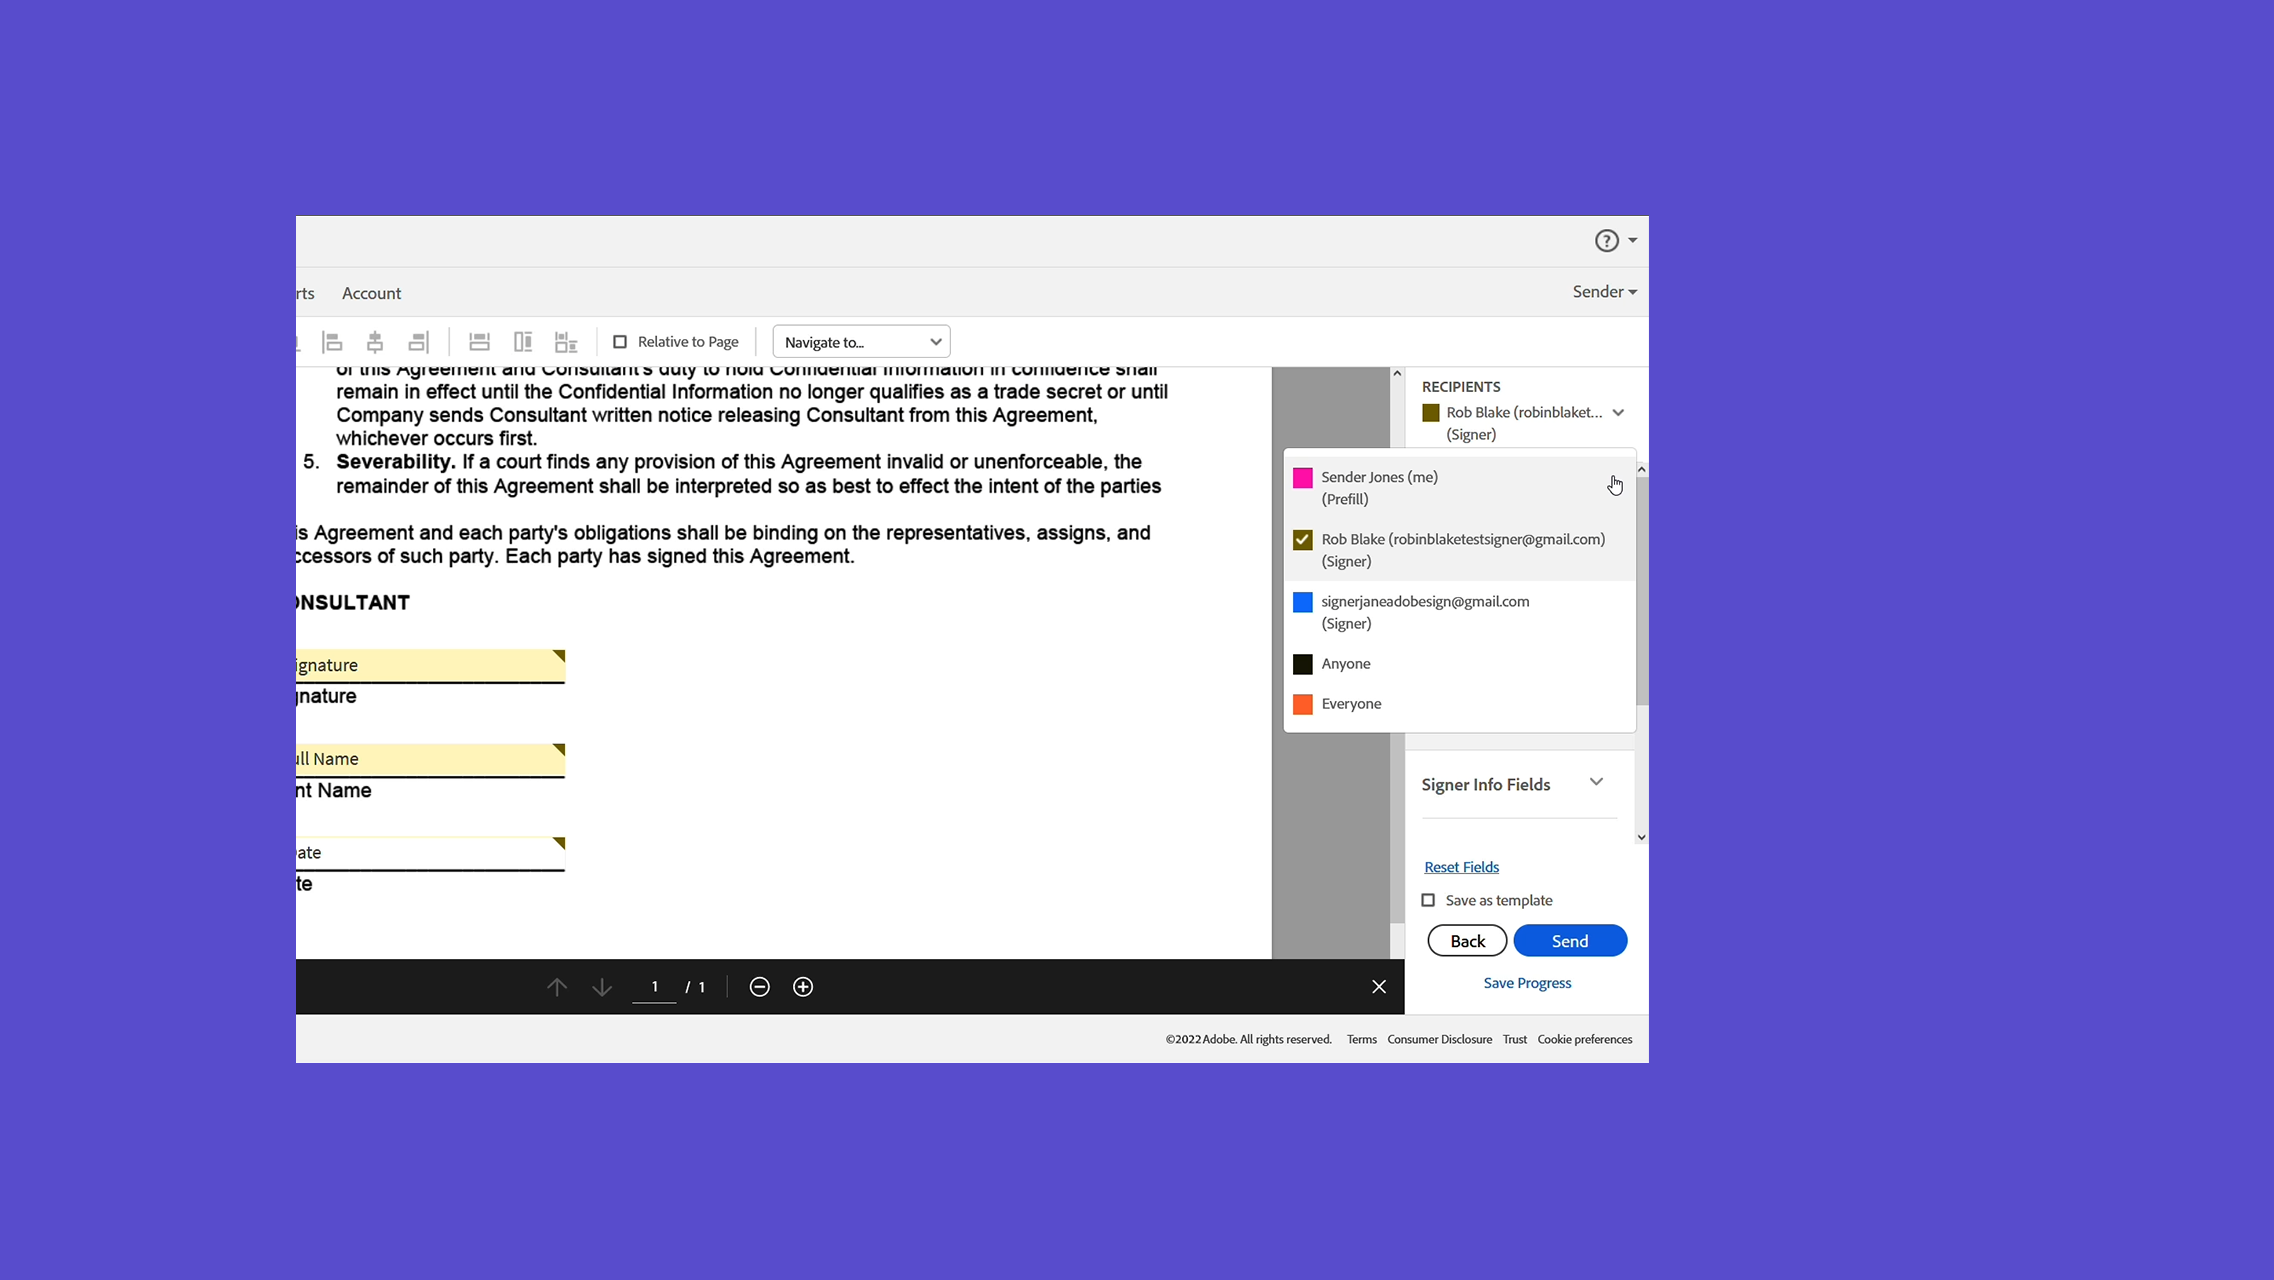 rts Account Sender
Relative to Page Navigate to...
of this Agreement and Consultant's duty to hold Confidential Information in confidence shall
remain in effect until the Confidential Information no longer qualifies as a trade secret or until
Company sends Consultant written notice releasing Consultant from this Agreement,
whichever occurs first.
5. Severability. If a court finds any provision of this Agreement invalid or unenforceable, the
remainder of this Agreement shall be interpreted so as best to effect the intent of the parties
is Agreement and each party's obligations shall be binding on the representatives, assigns, and
ccessors of such party. Each party has signed this Agreement.
ONSULTANT
ignature
nature
ull Name
nt Name
ate
te
RECIPIENTS
Rob Blake (robinblaket...
(Signer)
Sender Jones (me)
(Prefill)
Rob Blake (robinblaketestsigner@gmail.com)
(Signer)
signerjaneadobesign@gmail.com
(Signer)
Anyone
Everyone
Signer Info Fields
Reset Fields
Save as template
Back Send
Save Progress
1 / 1
©2022 Adobe. All rights reserved. Terms Consumer Disclosure Trust Cookie preferences